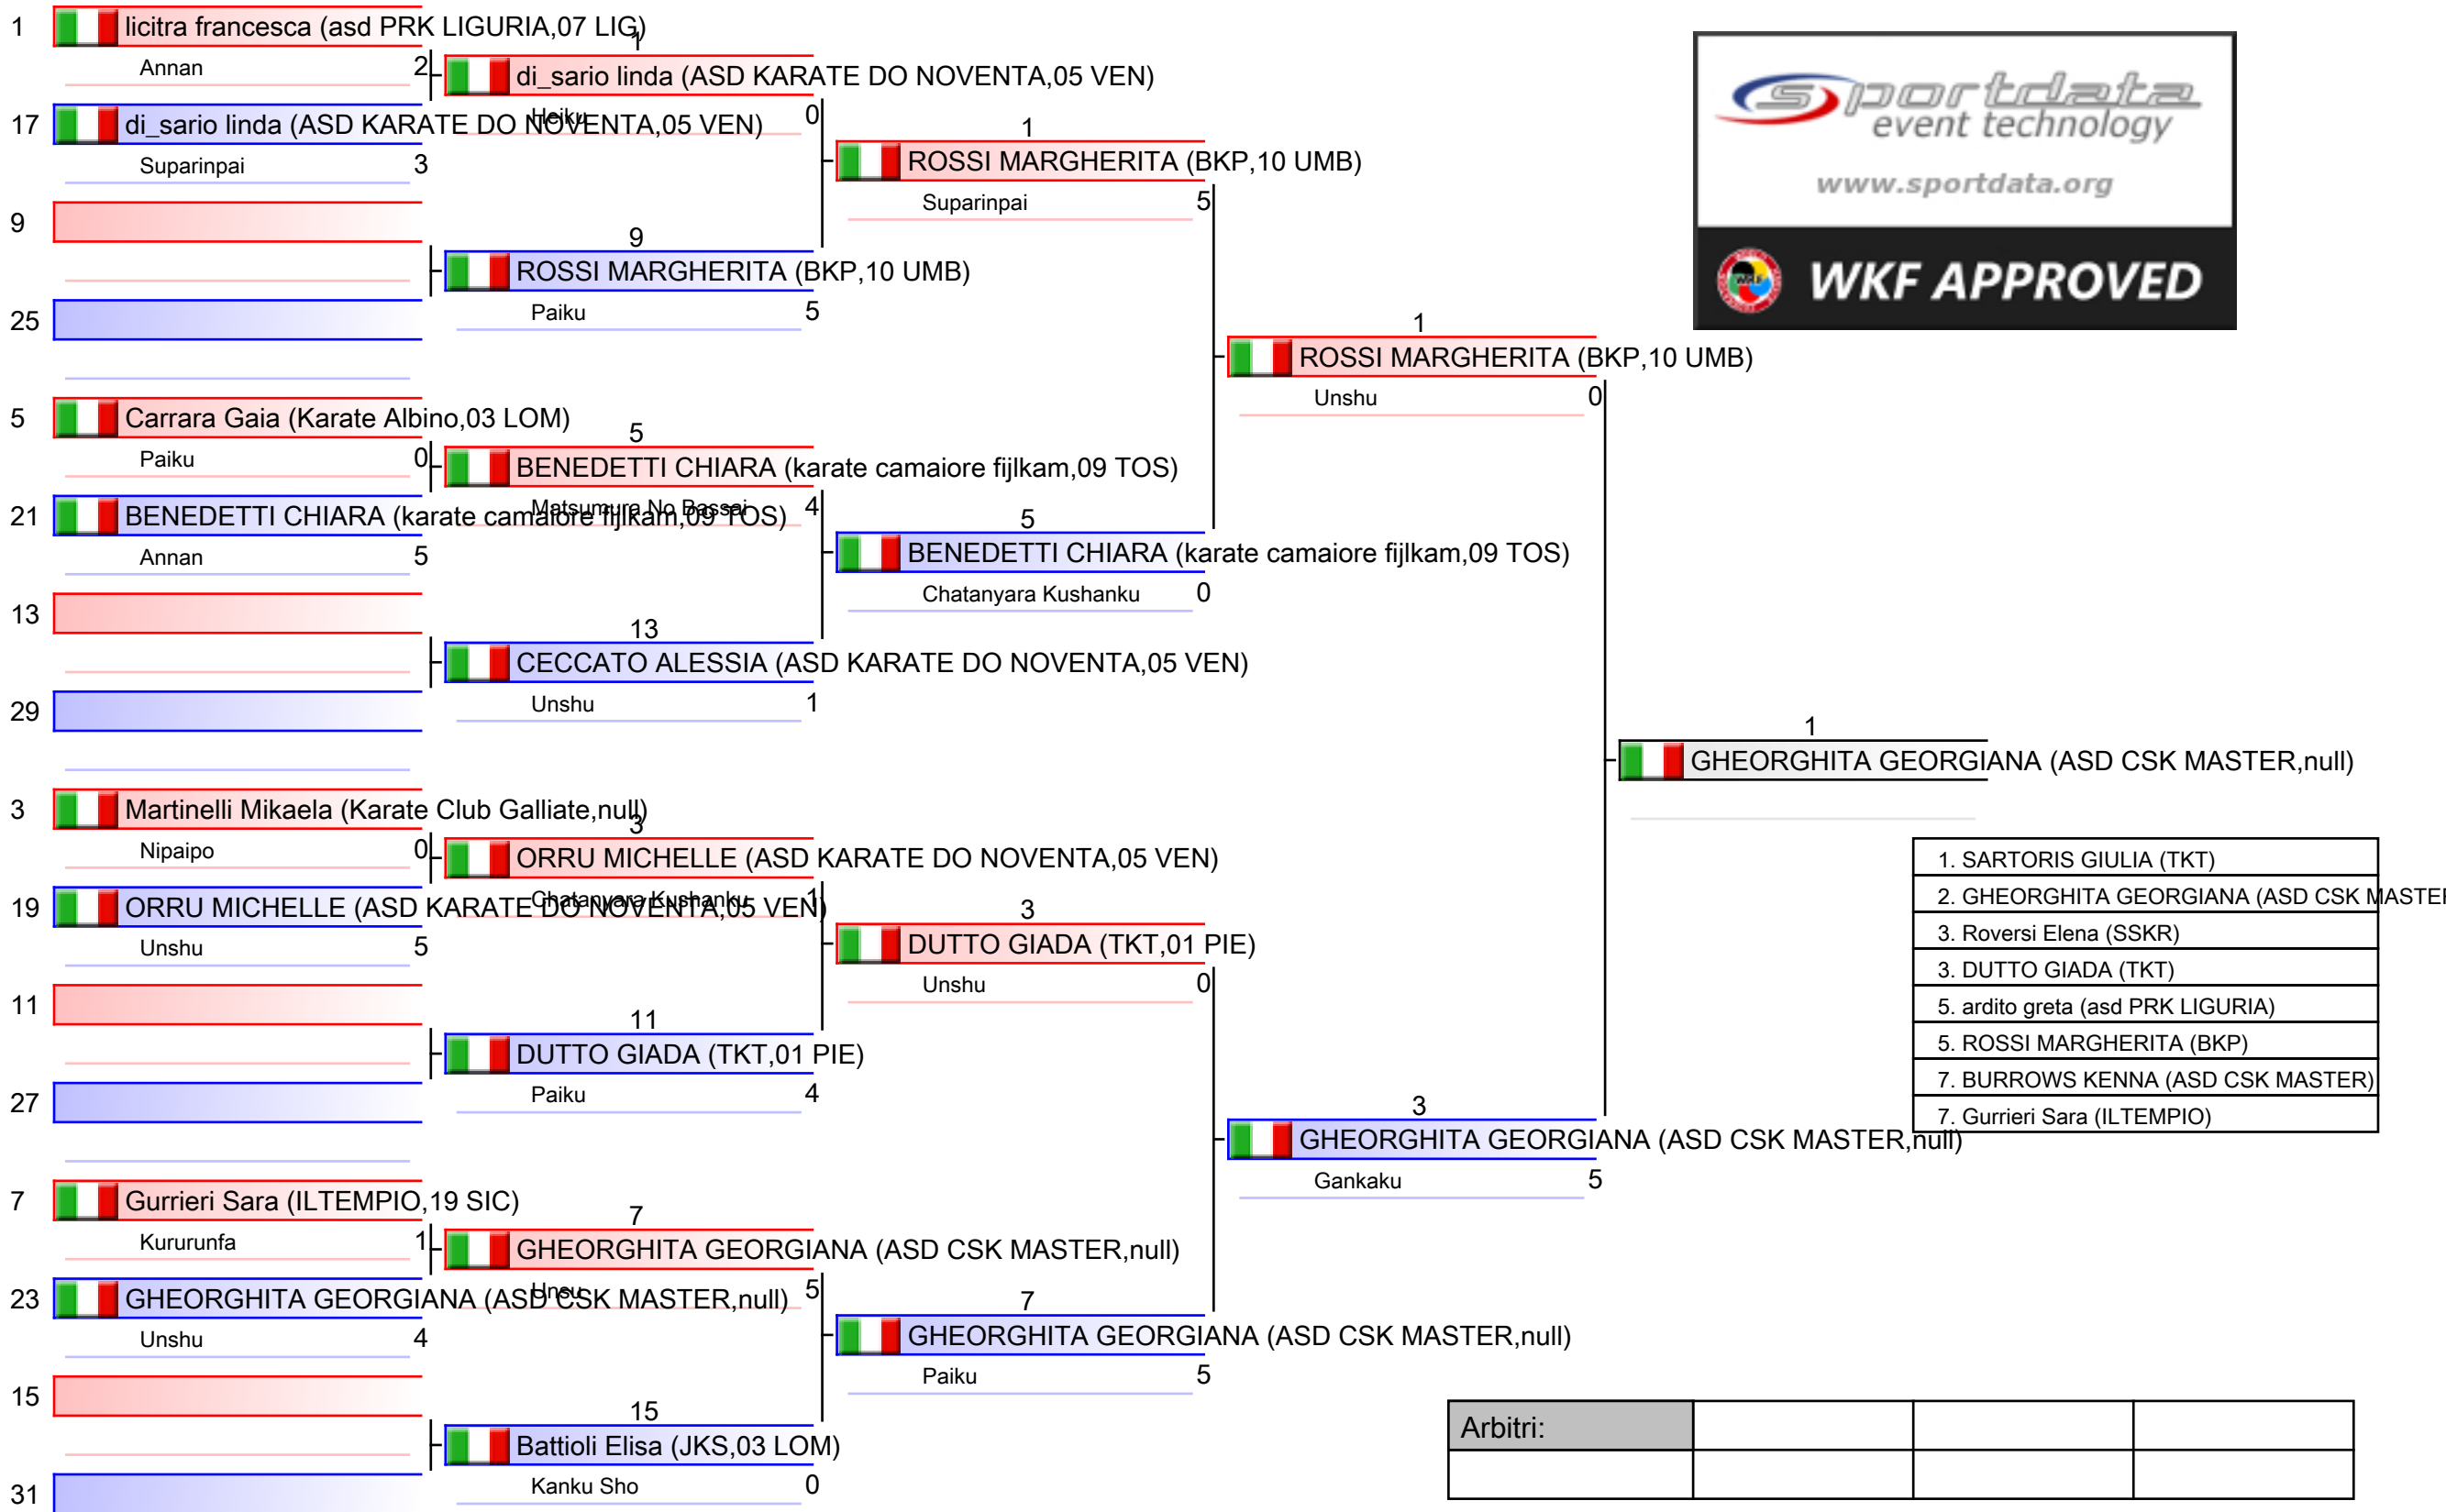 1 licitra francesca (asd PRK LIGURIA,07 LIG)
Annan 2
17 di_sario linda (ASD KARATE DO NOVENTA,05 VEN)
Suparinpai 3
9
25
5 Carrara Gaia (Karate Albino,03 LOM)
Paiku 0
21 BENEDETTI CHIARA (karate camaiore fijlkam,09 TOS)
Annan 5
13
29
3 Martinelli Mikaela (Karate Club Galliate,null)
Nipaipo 0
19 ORRU MICHELLE (ASD KARATE DO NOVENTA,05 VEN)
Unshu 5
11
27
7 Gurrieri Sara (ILTEMPIO,19 SIC)
Kururunfa 1
23 GHEORGHITA GEORGIANA (ASD CSK MASTER,null)
Unshu 4
15
31
1
di_sario linda (ASD KARATE DO NOVENTA,05 VEN)
Heiku 0
9
ROSSI MARGHERITA (BKP,10 UMB)
Paiku 5
5
BENEDETTI CHIARA (karate camaiore fijlkam,09 TOS)
Matsumura No Bassai 4
13
CECCATO ALESSIA (ASD KARATE DO NOVENTA,05 VEN)
Unshu 1
3
ORRU MICHELLE (ASD KARATE DO NOVENTA,05 VEN)
Chatanyara Kushanku 1
11
DUTTO GIADA (TKT,01 PIE)
Paiku 4
7
GHEORGHITA GEORGIANA (ASD CSK MASTER,null)
Unsu 5
15
Battioli Elisa (JKS,03 LOM)
Kanku Sho 0
1
ROSSI MARGHERITA (BKP,10 UMB)
Suparinpai 5
5
BENEDETTI CHIARA (karate camaiore fijlkam,09 TOS)
Chatanyara Kushanku 0
3
DUTTO GIADA (TKT,01 PIE)
Unshu 0
7
GHEORGHITA GEORGIANA (ASD CSK MASTER,null)
Paiku 5
1
ROSSI MARGHERITA (BKP,10 UMB)
Unshu 0
3
GHEORGHITA GEORGIANA (ASD CSK MASTER,null)
Gankaku 5
1
GHEORGHITA GEORGIANA (ASD CSK MASTER,null)
sportdata
event technology
www.sportdata.org
WKF APPROVED
1. SARTORIS GIULIA (TKT)
2. GHEORGHITA GEORGIANA (ASD CSK MASTER
3. Roversi Elena (SSKR)
3. DUTTO GIADA (TKT)
5. ardito greta (asd PRK LIGURIA)
5. ROSSI MARGHERITA (BKP)
7. BURROWS KENNA (ASD CSK MASTER)
7. Gurrieri Sara (ILTEMPIO)
Arbitri: